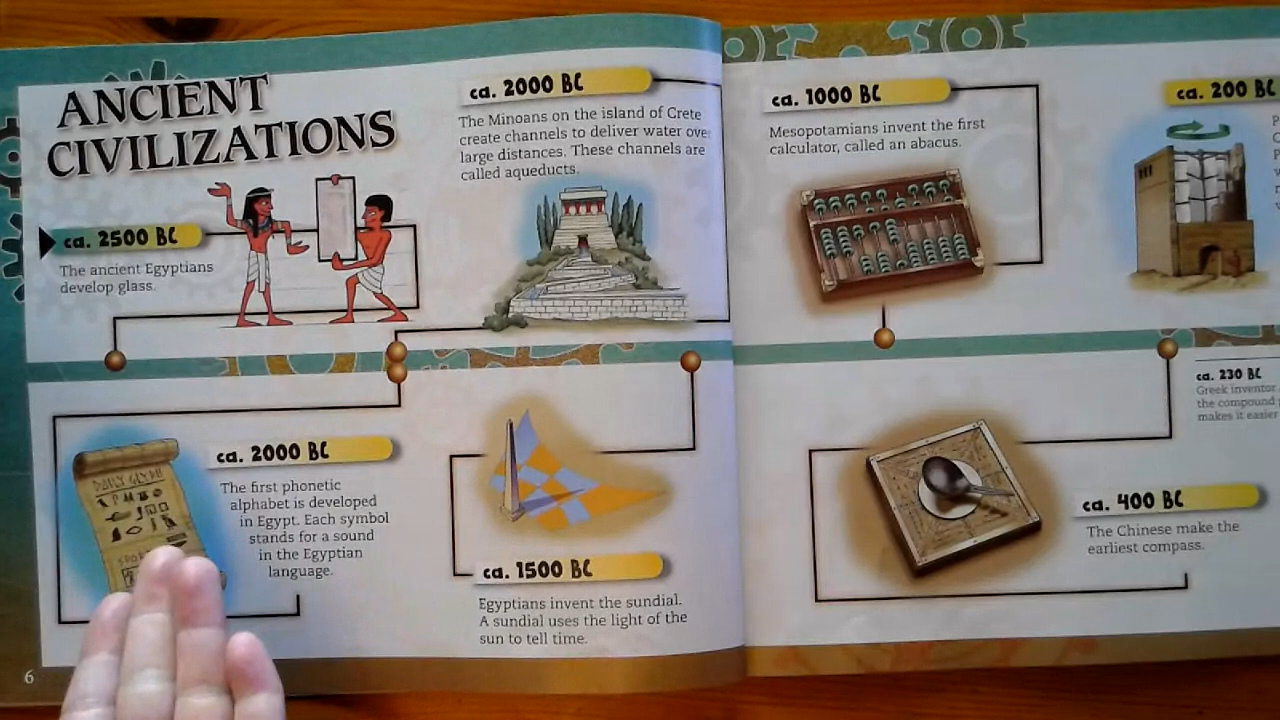 ANCIENT
CIVILIZATIONS
ca. 2500 BC
The ancient Egyptians
develop glass.
ca. 2000 BC
The Minoans on the island of Crete
create channels to deliver water
large distances. These channels are
called aqueducts.
DAILY GLYPH
ca. 2000 BC
The first phonetic
alphabet is developed
in Egypt. Each symbol
stands for a sound
in the Egyptian
language.
ca. 1500 BC
Egyptians invent the sundial.
A sundial uses the light of the
sun to tell time.
6
ca. 1000 BC
Mesopotamians invent the first
calculator, called an abacus.
ca. 200 BC
ca. 230 BC
Greek inventor
the compound
makes it easier
ca. 400 BC
The Chinese make the
earliest compass.